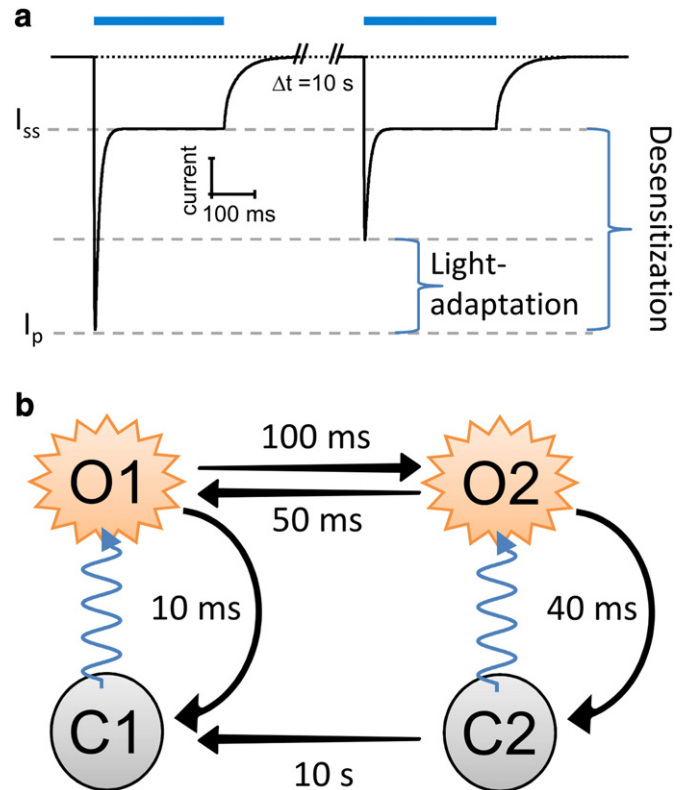 a
Δt =10 s
Iss
current
100 ms
Light-
adaptation
Desensitization
Ip
b
O1
100 ms
O2
50 ms
10 ms
40 ms
C1
C2
10 s